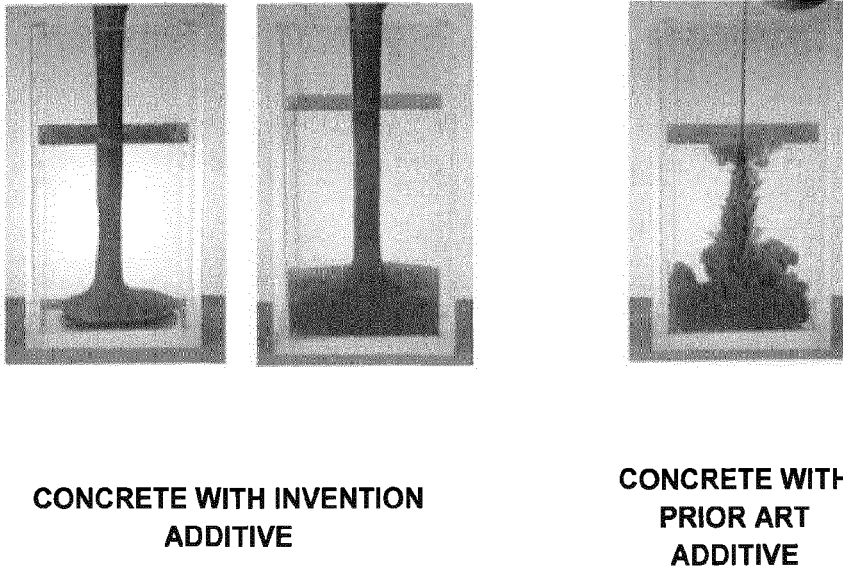 CONCRETE WITH INVENTION
ADDITIVE
CONCRETE WITH
PRIOR ART
ADDITIVE